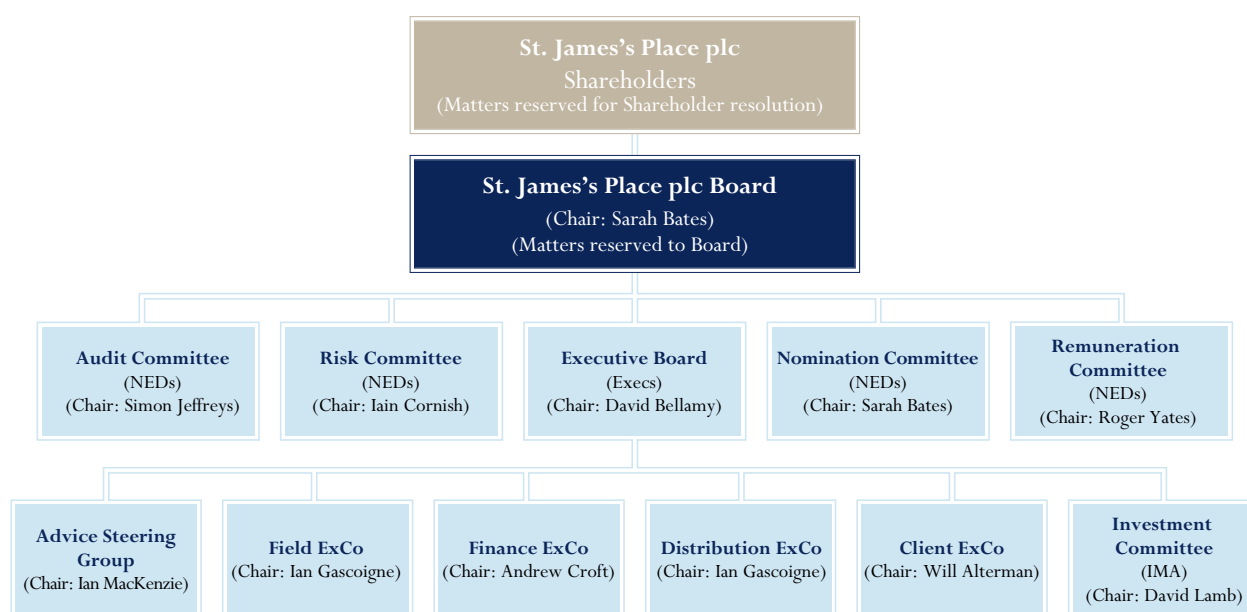 St. James’s Place plc
Shareholders
(Matters reserved for Shareholder resolution)
St. James’s Place plc Board
(Chair: Sarah Bates)
(Matters reserved to Board)
Audit Committee
(NEDs)
(Chair: Simon Jeffreys)
Risk Committee
(NEDs)
(Chair: Iain Cornish)
Executive Board
(Execs)
(Chair: David Bellamy)
Nomination Committee
(NEDs)
(Chair: Sarah Bates)
Remuneration
Committee
(NEDs)
(Chair: Roger Yates)
Advice Steering
Group
(Chair: Ian MacKenzie)
Field ExCo
(Chair: Ian Gascoigne)
Finance ExCo
(Chair: Andrew Croft)
Distribution ExCo
(Chair: Ian Gascoigne)
Client ExCo
(Chair: Will Alterman)
Investment
Committee
(IMA)
(Chair: David Lamb)